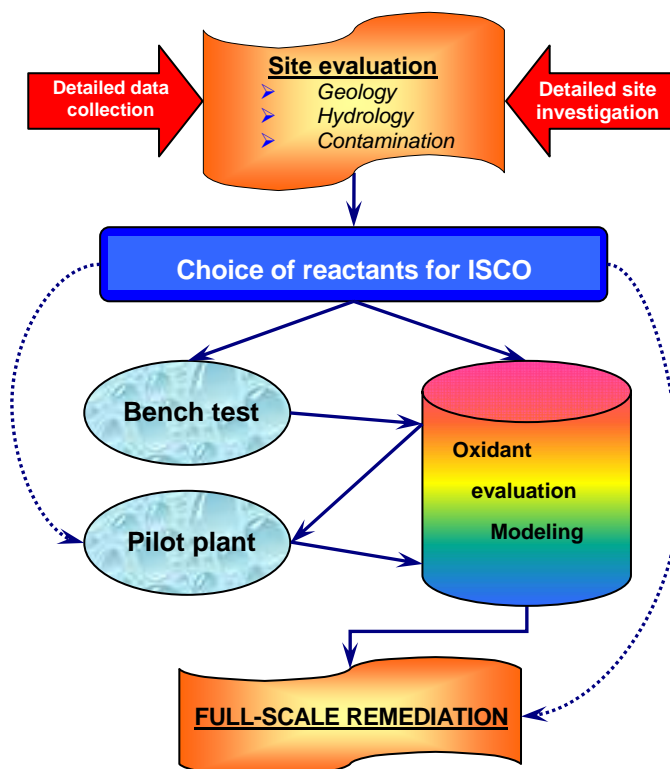 Site evaluation
Detailed data
collection
➢ Geology
➢ Hydrology
➢ Contamination
Detailed site
investigation
Choice of reactants for ISCO
Bench test
Oxidant
evaluation
Modeling
Pilot plant
FULL-SCALE REMEDIATION